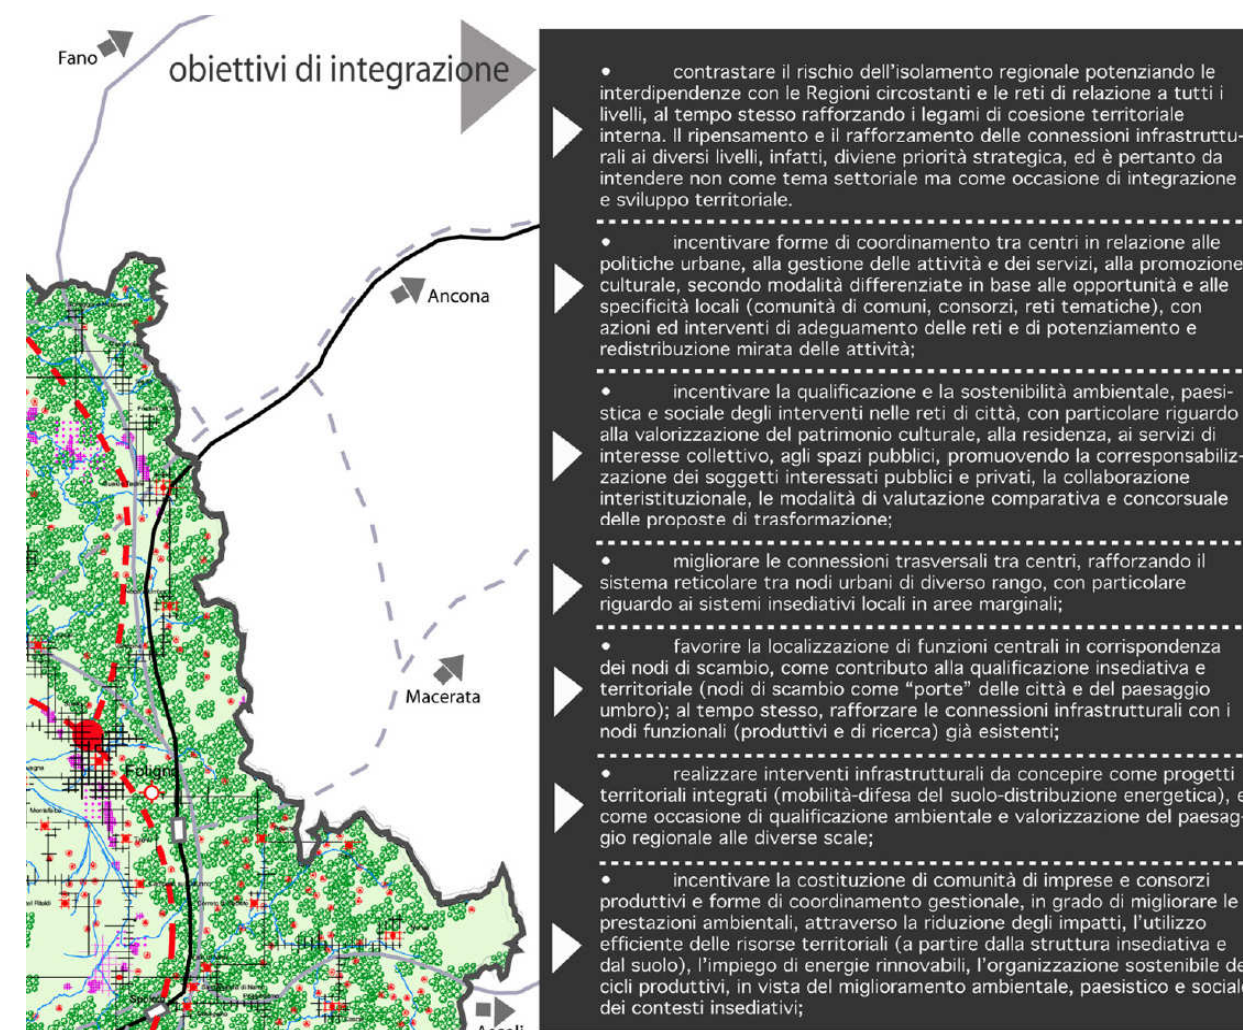 Fano
obiettivi di integrazione
Ancona
Macerata
Foligno
Ascoli
• contrastare il rischio dell'isolamento regionale potenziando le
interdipendenze con le Regioni circostanti e le reti di relazione a tutti i
livelli, al tempo stesso rafforzando i legami di coesione territoriale
interna. Il ripensamento e il rafforzamento delle connessioni infrastruttu-
rali ai diversi livelli, infatti, diviene priorità strategica, ed è pertanto da
intendere non come tema settoriale ma come occasione di integrazione
e sviluppo territoriale.
• incentivare forme di coordinamento tra centri in relazione alle
politiche urbane, alla gestione delle attività e dei servizi, alla promozione
culturale, secondo modalità differenziate in base alle opportunità e alle
specificità locali (comunità di comuni, consorzi, reti tematiche), con
azioni ed interventi di adeguamento delle reti e di potenziamento e
redistribuzione mirata delle attività;
• incentivare la qualificazione e la sostenibilità ambientale, paesi-
stica e sociale degli interventi nelle reti di città, con particolare riguardo
alla valorizzazione del patrimonio culturale, alla residenza, ai servizi di
interesse collettivo, agli spazi pubblici, promuovendo la corresponsabiliz-
zazione dei soggetti interessati pubblici e privati, la collaborazione
interistituzionale, le modalità di valutazione comparativa e concorsuale
delle proposte di trasformazione;
• migliorare le connessioni trasversali tra centri, rafforzando il
sistema reticolare tra nodi urbani di diverso rango, con particolare
riguardo ai sistemi insediativi locali in aree marginali;
• favorire la localizzazione di funzioni centrali in corrispondenza
dei nodi di scambio, come contributo alla qualificazione insediativa e
territoriale (nodi di scambio come “porte” delle città e del paesaggio
umbro); al tempo stesso, rafforzare le connessioni infrastrutturali con i
nodi funzionali (produttivi e di ricerca) già esistenti;
• realizzare interventi infrastrutturali da concepire come progetti
territoriali integrati (mobilità-difesa del suolo-distribuzione energetica), e
come occasione di qualificazione ambientale e valorizzazione del paesag-
gio regionale alle diverse scale;
• incentivare la costituzione di comunità di imprese e consorzi
produttivi e forme di coordinamento gestionale, in grado di migliorare le
prestazioni ambientali, attraverso la riduzione degli impatti, l'utilizzo
efficiente delle risorse territoriali (a partire dalla struttura insediativa e
dal suolo), l'impiego di energie rinnovabili, l'organizzazione sostenibile de
cicli produttivi, in vista del miglioramento ambientale, paesistico e sociale
dei contesti insediativi;